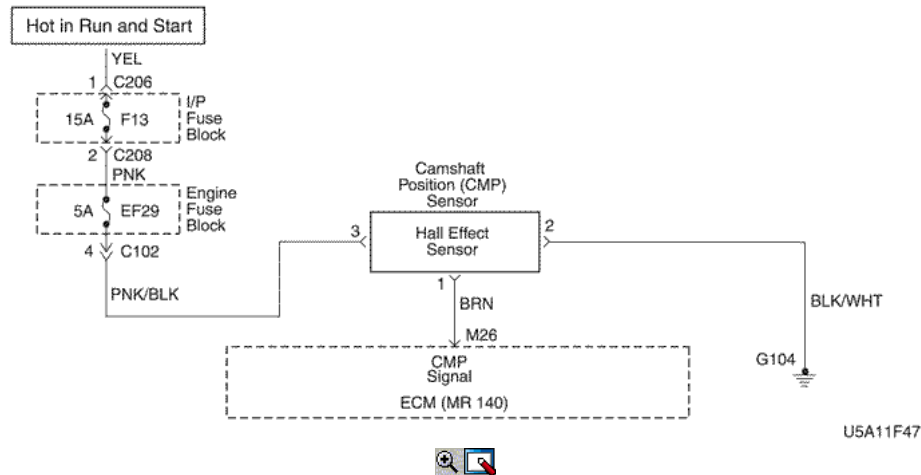 Hot in Run and Start
YEL
1 C206
15A F13
I/P
Fuse
Block
2 C208
PNK
5A EF29
Engine
Fuse
Block
4 C102
PNK/BLK
Camshaft
Position (CMP)
Sensor
3
Hall Effect
Sensor
2
1
BRN
M26
BLK/WHT
CMP
Signal
ECM (MR 140)
G104
U5A11F47